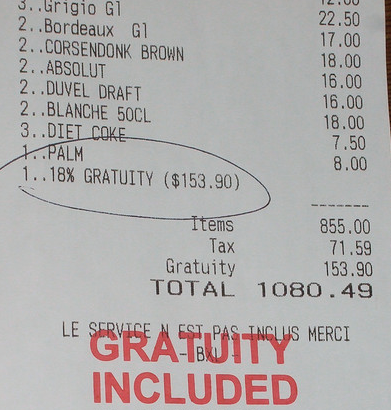 3..Grigio Gl 12.00
2..Bordeaux Gl 22.50
2..CORSENDONK BROWN 17.00
2..ABSOLUT 18.00
2..DUVEL DRAFT 16.00
2..BLANCHE 50CL 16.00
3..DIET COKE 18.00
1..PALM 7.50
1..18% GRATUITY ($153.90) 8.00
-------
Items 855.00
Tax 71.59
Gratuity 153.90
TOTAL 1080.49
LE SERVICE N EST PAS INCLUS MERCI
- BXL -
GRATUITY
INCLUDED